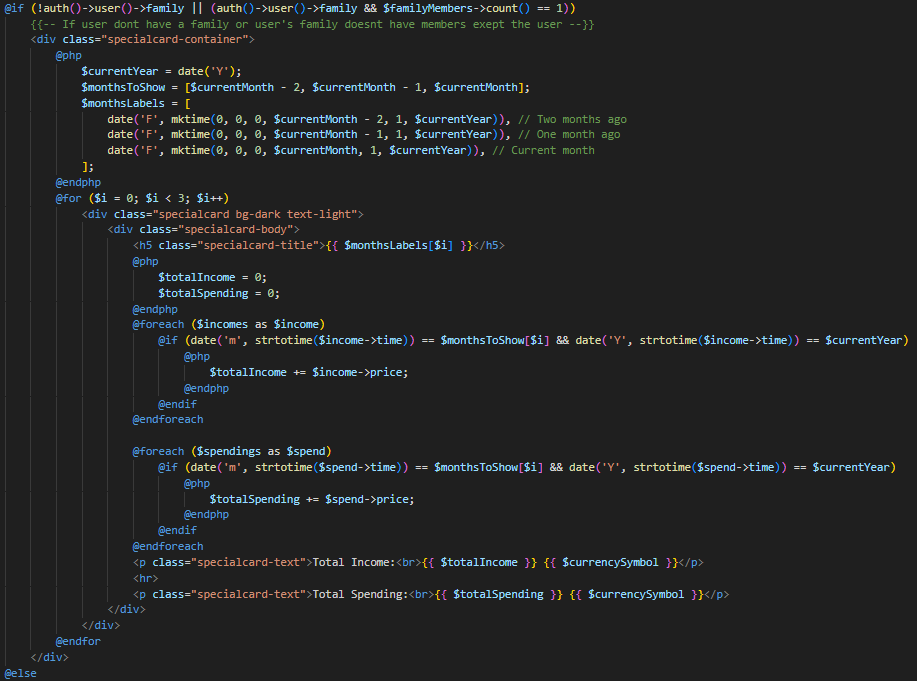 @if (!auth()->user()->family || (auth()->user()->family && $familyMembers->count() == 1))
{{-- If user dont have a family or user's family doesnt have members exept the user --}}
<div class="specialcard-container">
@php
$currentYear = date('Y');
$monthsToShow = [$currentMonth - 2, $currentMonth - 1, $currentMonth];
$monthsLabels = [
date('F', mktime(0, 0, 0, $currentMonth - 2, 1, $currentYear)), // Two months ago
date('F', mktime(0, 0, 0, $currentMonth - 1, 1, $currentYear)), // One month ago
date('F', mktime(0, 0, 0, $currentMonth, 1, $currentYear)), // Current month
];
@endphp
@for ($i = 0; $i < 3; $i++)
<div class="specialcard bg-dark text-light">
<div class="specialcard-body">
<h5 class="specialcard-title">{{ $monthsLabels[$i] }}</h5>
@php
$totalIncome = 0;
$totalSpending = 0;
@endphp
@foreach ($incomes as $income)
@if (date('m', strtotime($income->time)) == $monthsToShow[$i] && date('Y', strtotime($income->time)) == $currentYear)
@php
$totalIncome += $income->price;
@endphp
@endif
@endforeach
@foreach ($spendings as $spend)
@if (date('m', strtotime($spend->time)) == $monthsToShow[$i] && date('Y', strtotime($spend->time)) == $currentYear)
@php
$totalSpending += $spend->price;
@endphp
@endif
@endforeach
<p class="specialcard-text">Total Income:<br>{{ $totalIncome }} {{ $currencySymbol }}</p>
<hr>
<p class="specialcard-text">Total Spending:<br>{{ $totalSpending }} {{ $currencySymbol }}</p>
</div>
</div>
@endfor
</div>
@else